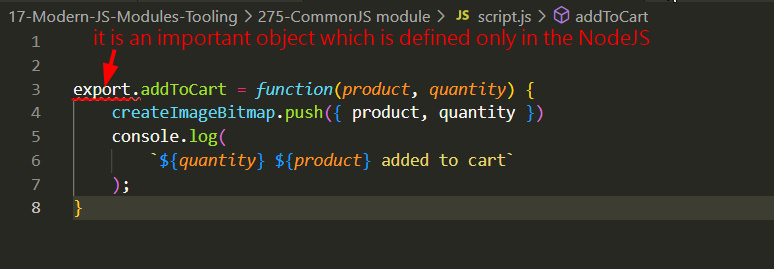 17-Modern-JS-Modules-Tooling > 275-CommonJS module > JS script.js > addToCart
it is an important object which is defined only in the NodeJS
1
2
3 export.addToCart = function(product, quantity) {
4 createImageBitmap.push({ product, quantity })
5 console.log(
6 `${quantity} ${product} added to cart`
7 );
8 }